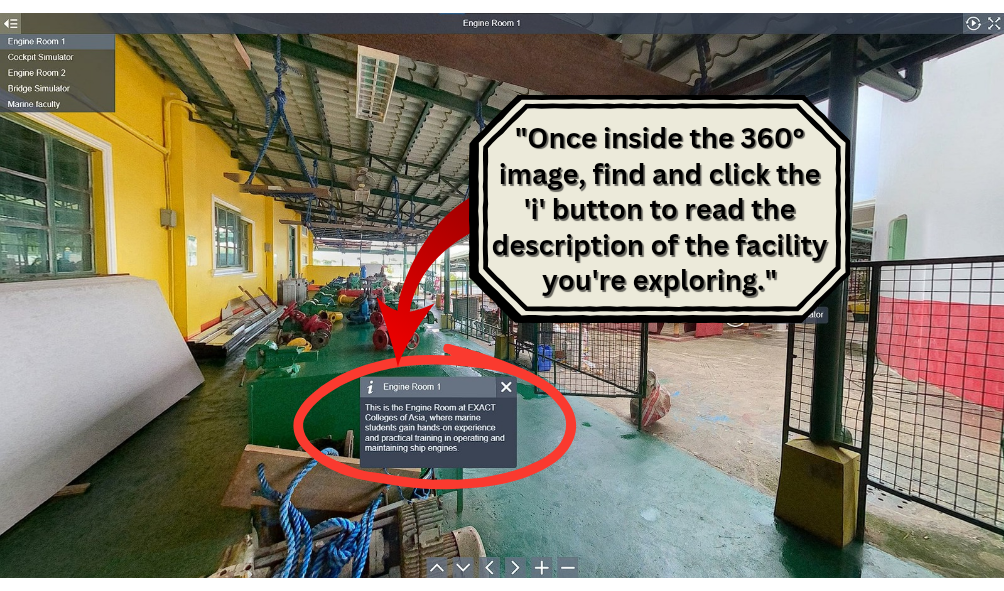 Engine Room 1
Engine Room 1
Cockpit Simulator
Engine Room 2
Bridge Simulator
Marine faculty
"Once inside the 360°
image, find and click the
'i' button to read the
description of the facility
you're exploring."
i Engine Room 1
This is the Engine Room at EXACT
Colleges of Asia, where marine
students gain hands-on experience
and practical training in operating and
maintaining ship engines.